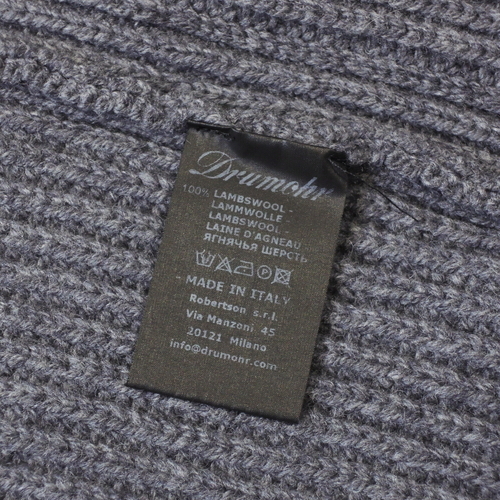 Drumohr
100% LAMBSWOOL -
LAMMWOLLE -
LAMBSWOOL -
LAINE D'AGNEAU
ЯГНЯЧЬЯ ШЕРСТЬ
MADE IN ITALY
Robertson s.r.l.
Via Manzoni 45
20121 Milano
info@drumohr.com